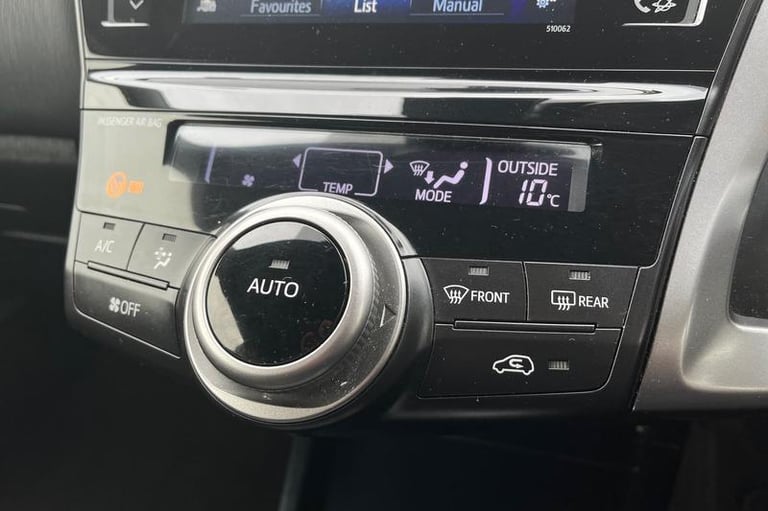 Favourites List Manual
510062
PASSENGER AIR BAG
TEMP
MODE
OUTSIDE
10°C
A/C
OFF
AUTO
FRONT
REAR